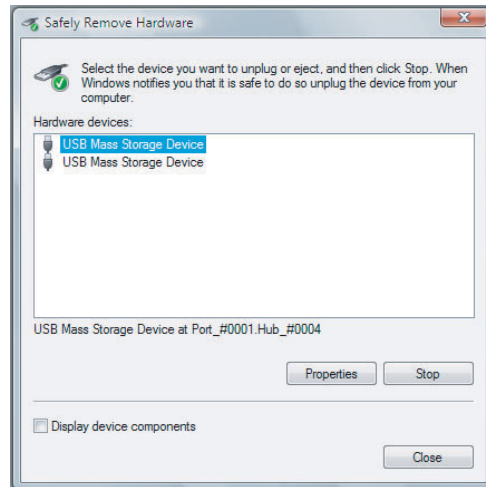 Safely Remove Hardware
Select the device you want to unplug or eject, and then click Stop. When
Windows notifies you that it is safe to do so unplug the device from your
computer.
Hardware devices:
USB Mass Storage Device
USB Mass Storage Device
USB Mass Storage Device at Port_#0001.Hub_#0004
Properties
Stop
Display device components
Close